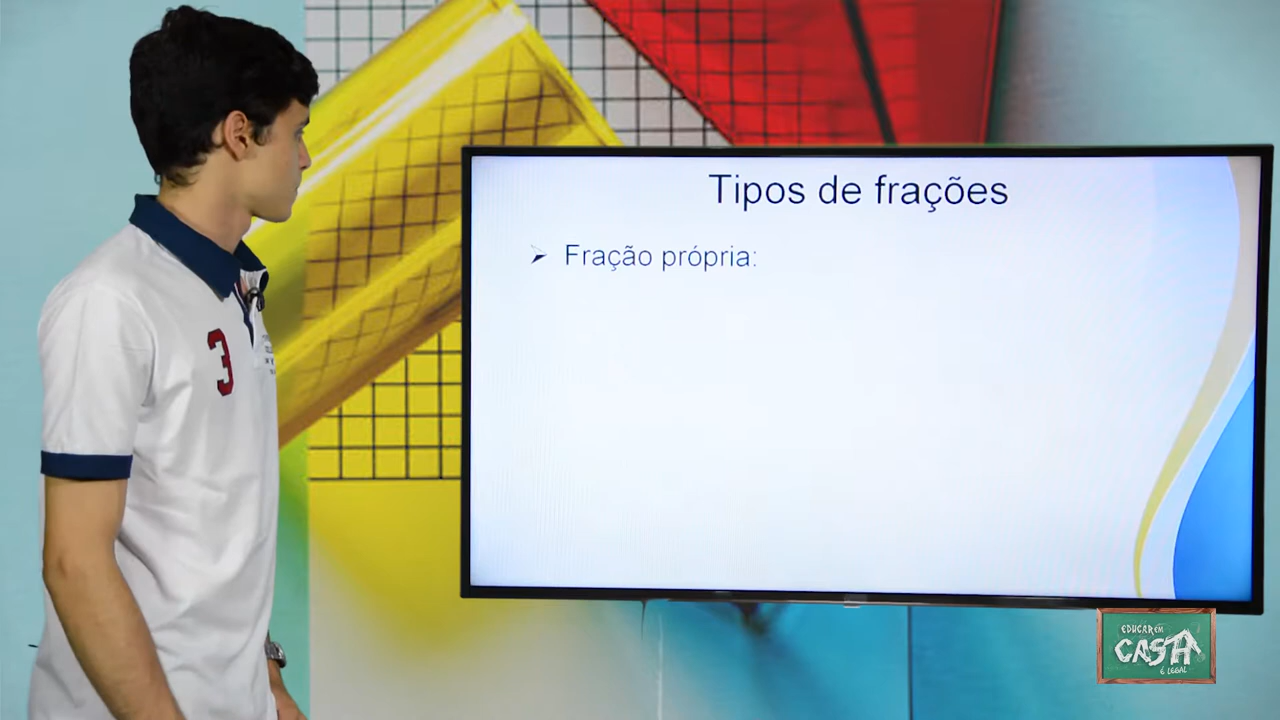 Tipos de frações
➢ Fração própria:
3
EDUCAR EM
CASA
É LEGAL